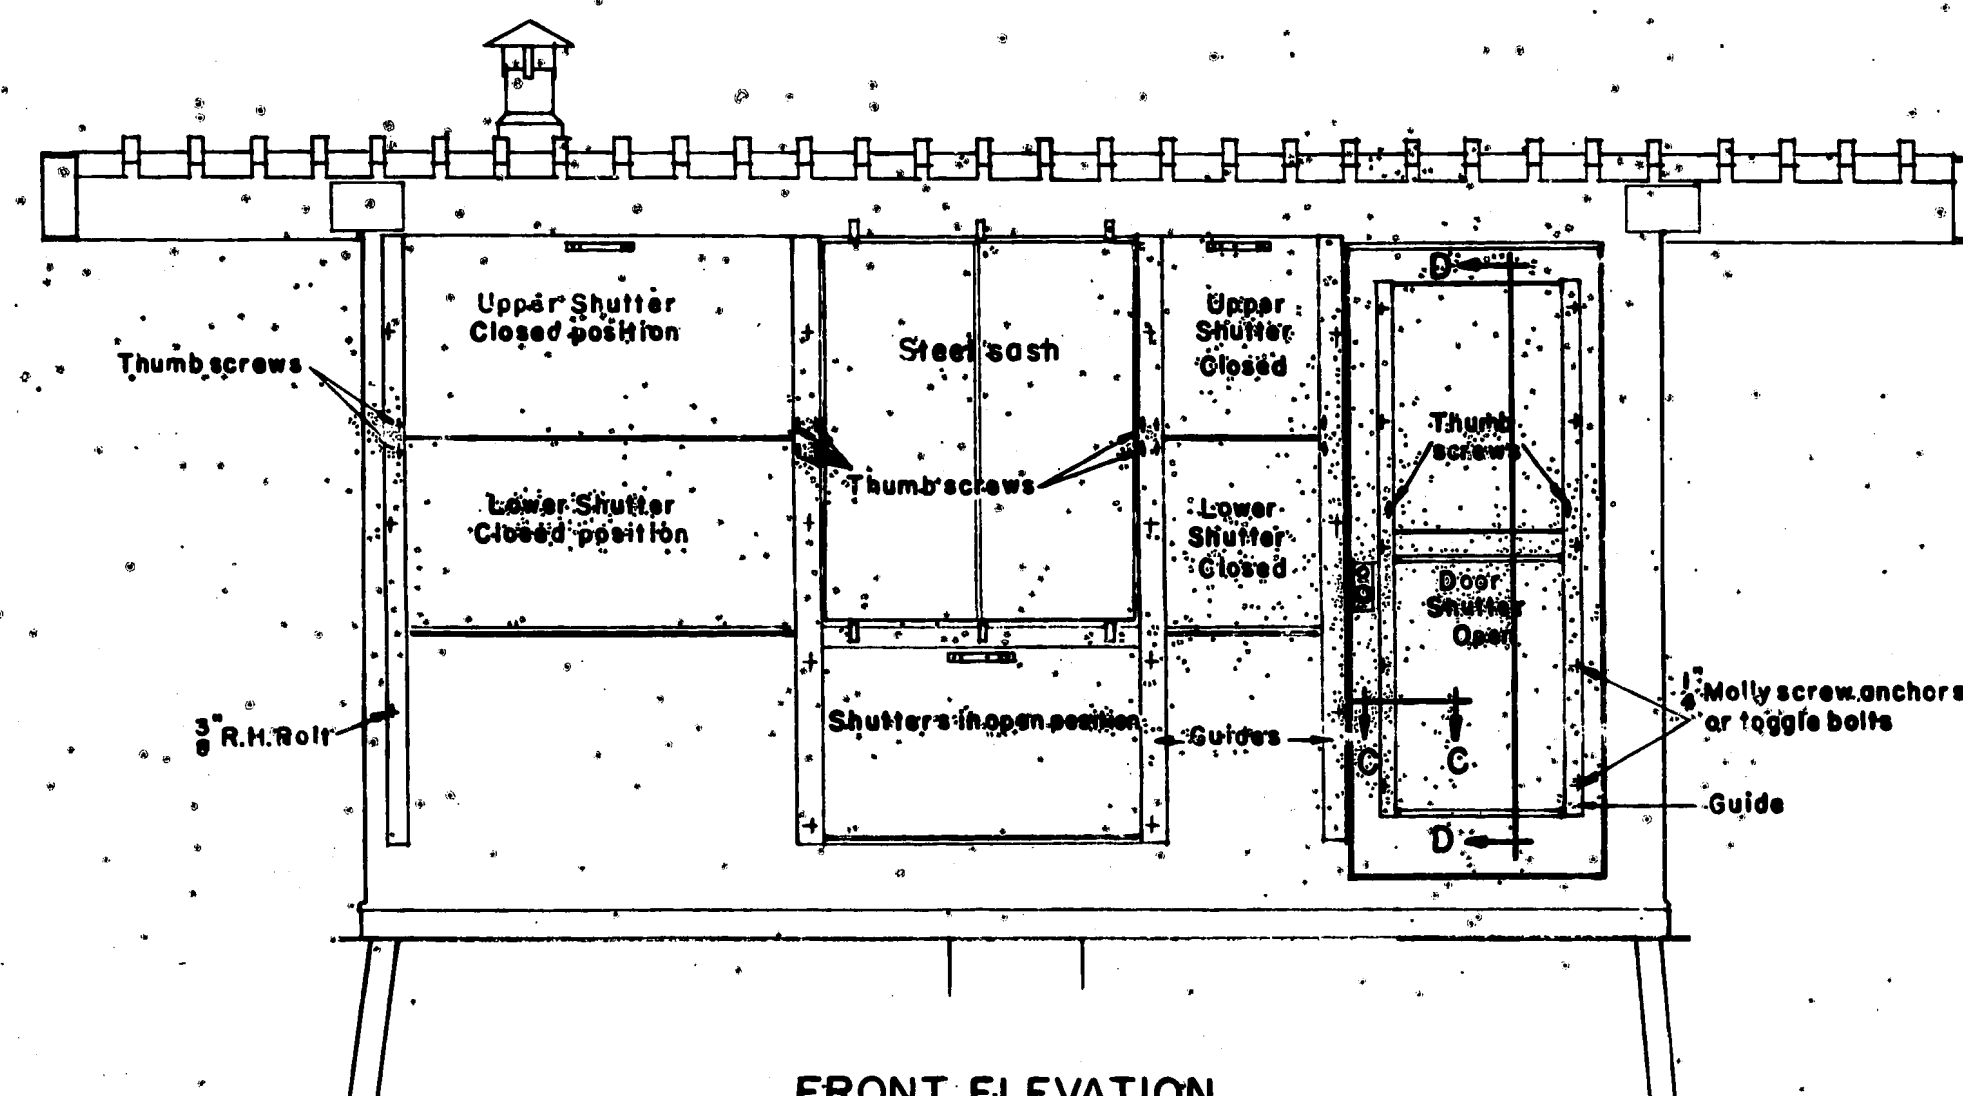 Upper Shutter
Closed position
Thumb screws
Steel sash
Upper
Shutter
Closed
Thumb
screws
Thumb screws
Lower Shutter
Closed position
Lower
Shutter
Closed
Door
Shutter
Open
D
3/8" R.H. Bolt
Shutters in open position
Guides
C
C
1/8" Molly screw anchors
or toggle bolts
Guide
D
FRONT ELEVATION